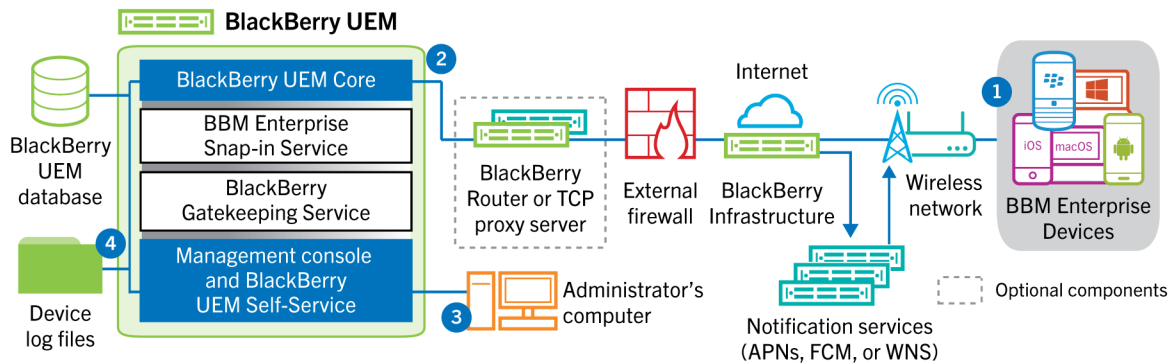 BlackBerry UEM
2
BlackBerry UEM Core
BBM Enterprise
Snap-in Service
BlackBerry
Gatekeeping Service
Management console
and BlackBerry
UEM Self-Service
BlackBerry
UEM
database
4
Device
log files
3
Administrator's
computer
BlackBerry
Router or TCP
proxy server
External
firewall
Internet
BlackBerry
Infrastructure
Notification services
(APNs, FCM, or WNS)
Wireless
network
1
iOS
macOS
BBM Enterprise
Devices
Optional components